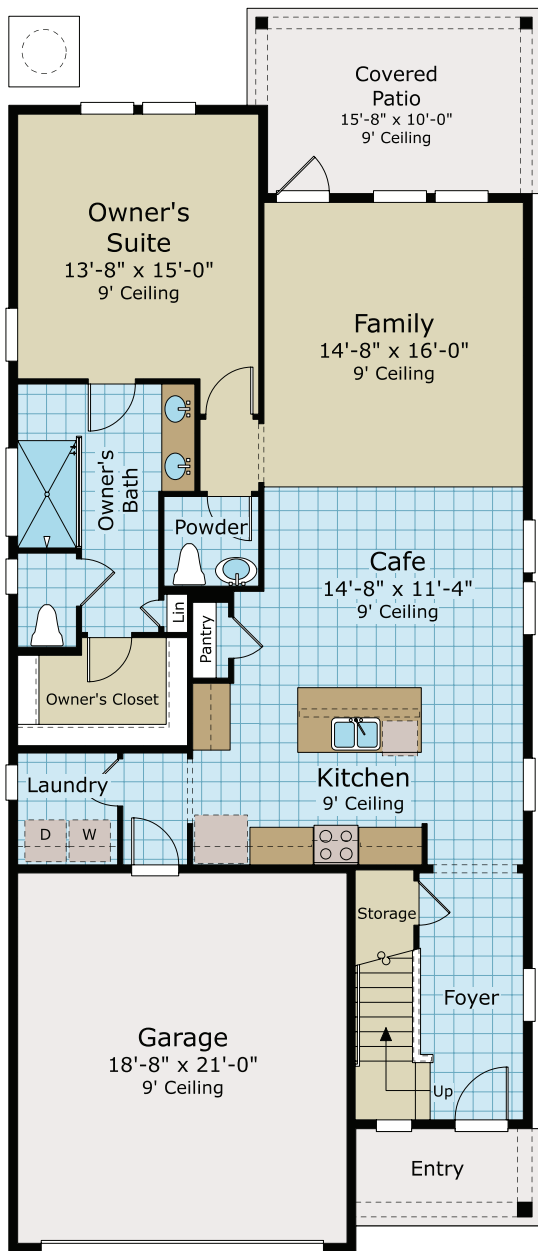 Covered
Patio
15'-8" x 10'-0"
9' Ceiling
Owner's
Suite
13'-8" x 15'-0"
9' Ceiling
Family
14'-8" x 16'-0"
9' Ceiling
Owner's
Bath
Powder
Cafe
14'-8" x 11'-4"
9' Ceiling
Lin
Pantry
Owner's Closet
Laundry
D
W
Kitchen
9' Ceiling
Storage
Foyer
Garage
18'-8" x 21'-0"
9' Ceiling
Up
Entry